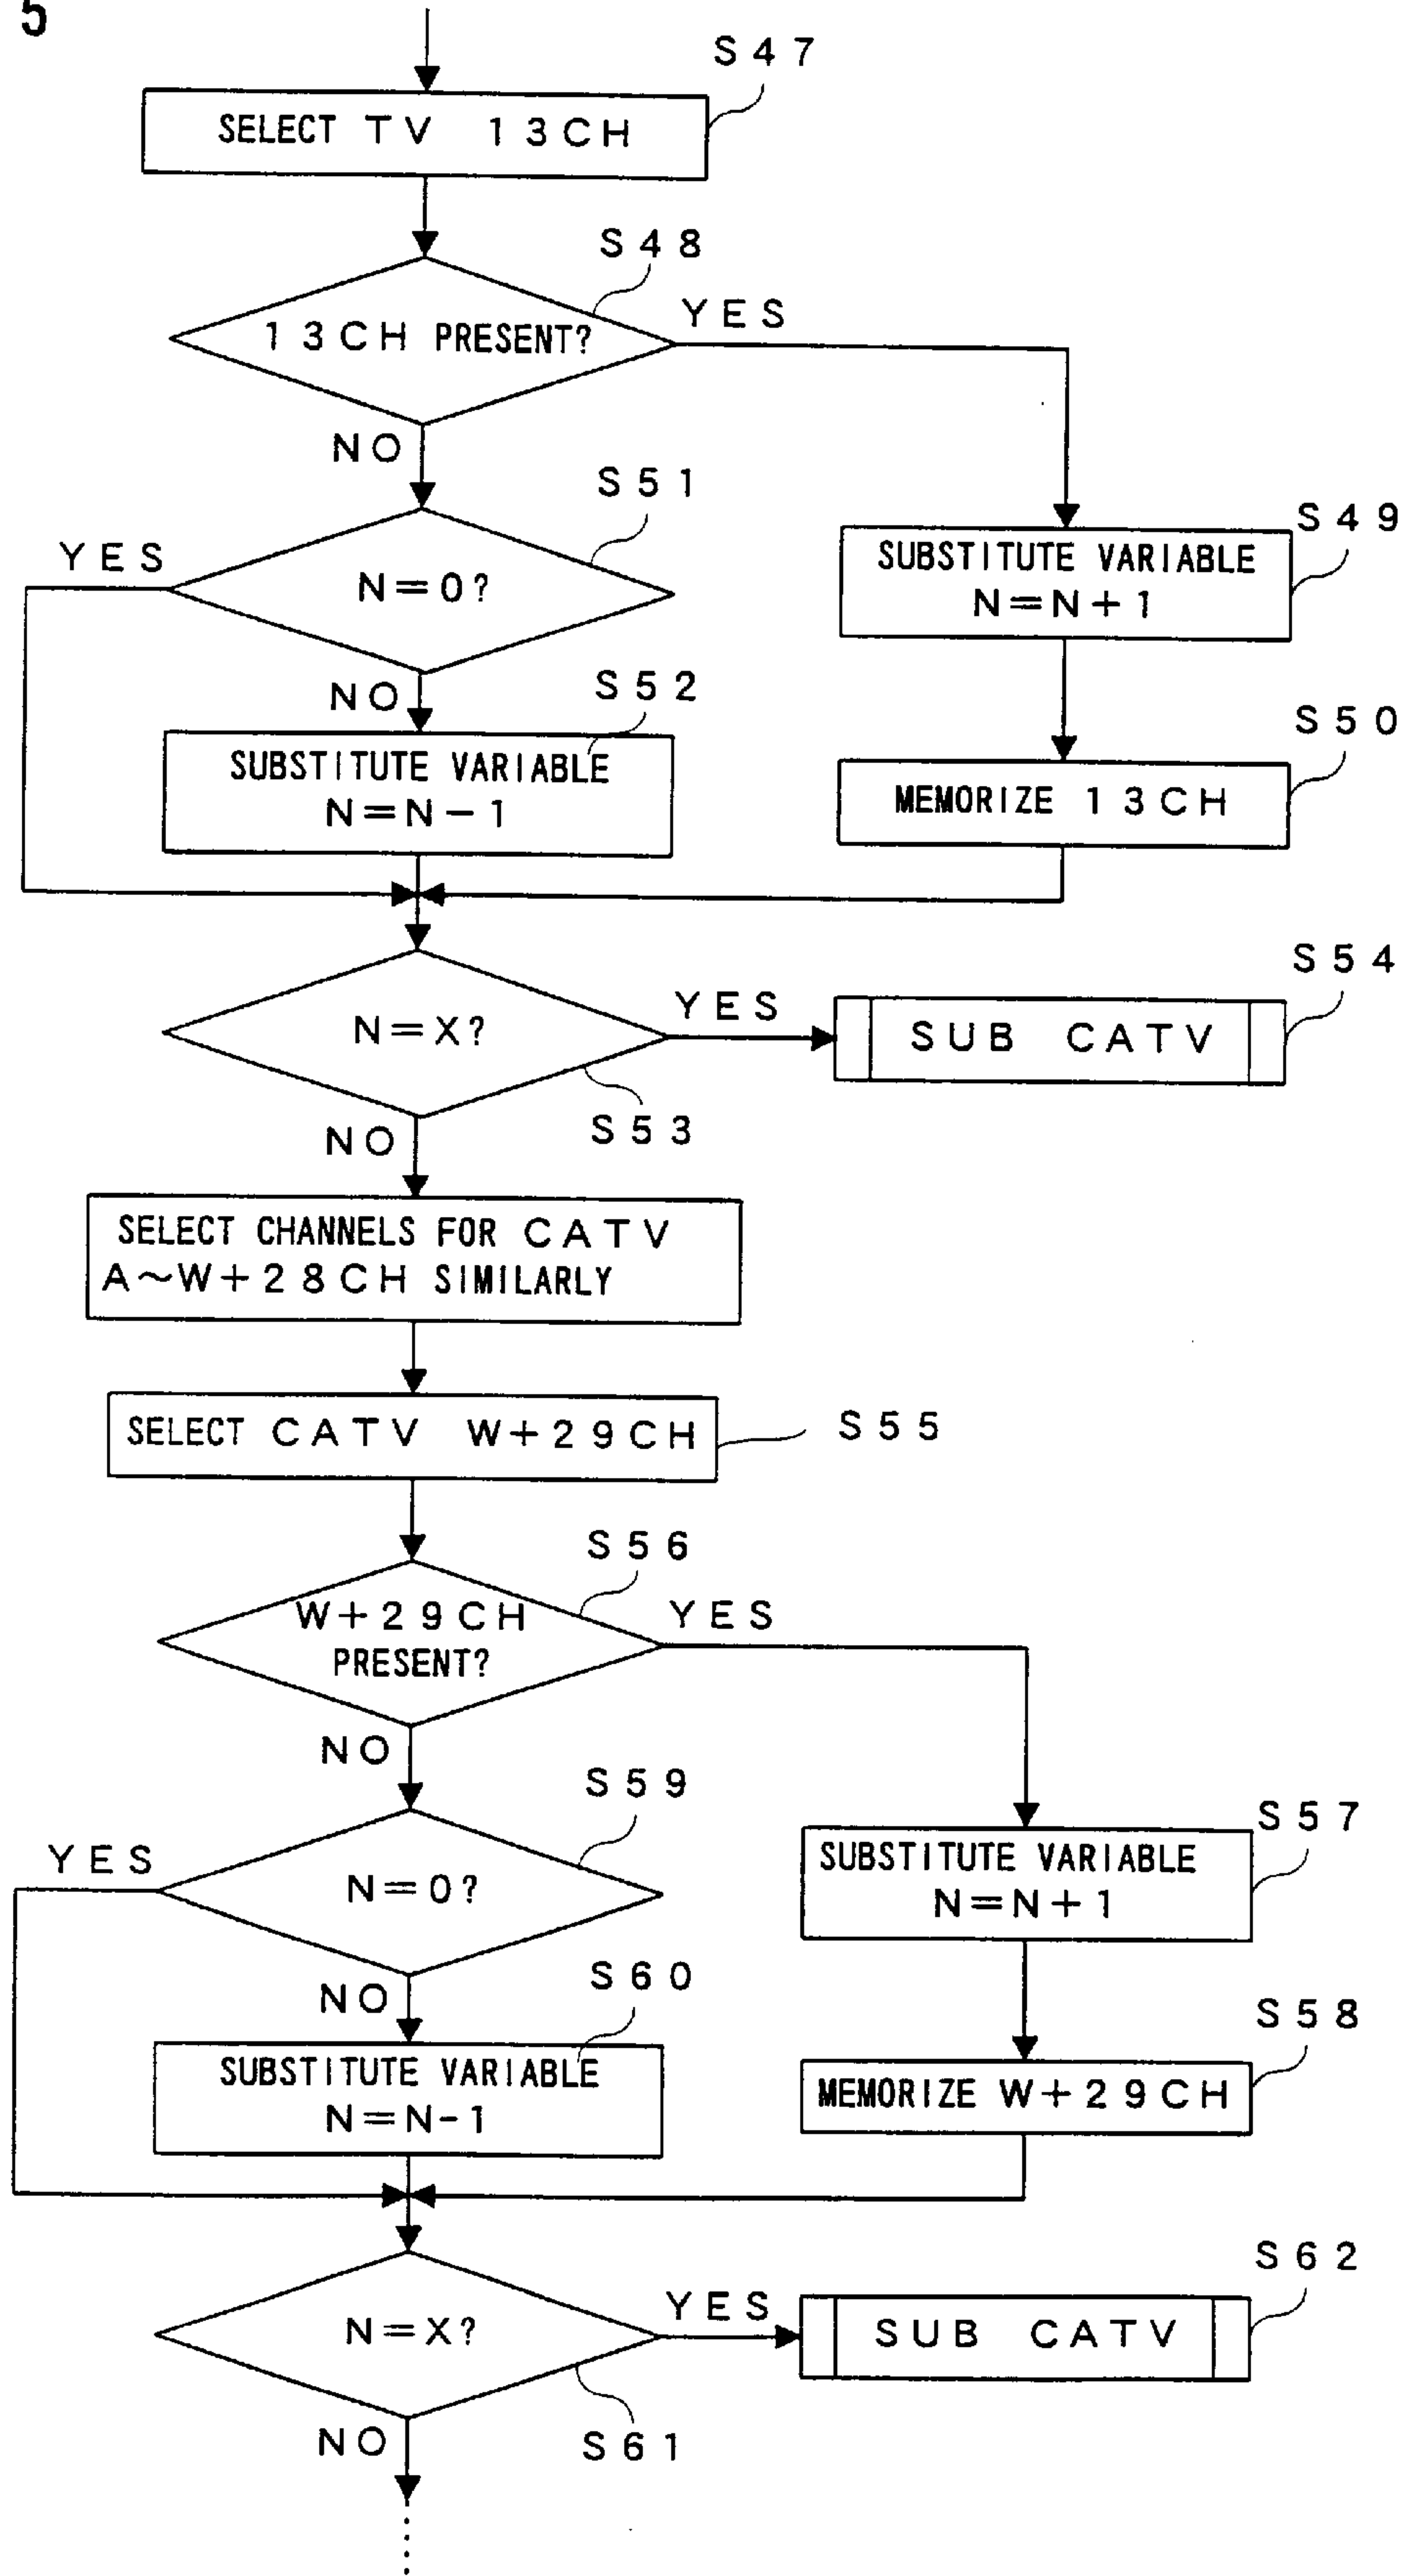 5
S47
SELECT TV 13CH
S48
13CH PRESENT?
YES
NO
S51
N=0?
YES
S49
SUBSTITUTE VARIABLE
N=N+1
NO
S52
SUBSTITUTE VARIABLE
N=N-1
S50
MEMORIZE 13CH
N=X?
YES
S54
SUB CATV
S53
NO
SELECT CHANNELS FOR CATV
A~W+28CH SIMILARLY
SELECT CATV W+29CH
S55
S56
W+29CH
PRESENT?
YES
NO
S59
N=0?
YES
S57
SUBSTITUTE VARIABLE
N=N+1
NO
S60
SUBSTITUTE VARIABLE
N=N-1
S58
MEMORIZE W+29CH
N=X?
YES
S62
SUB CATV
S61
NO